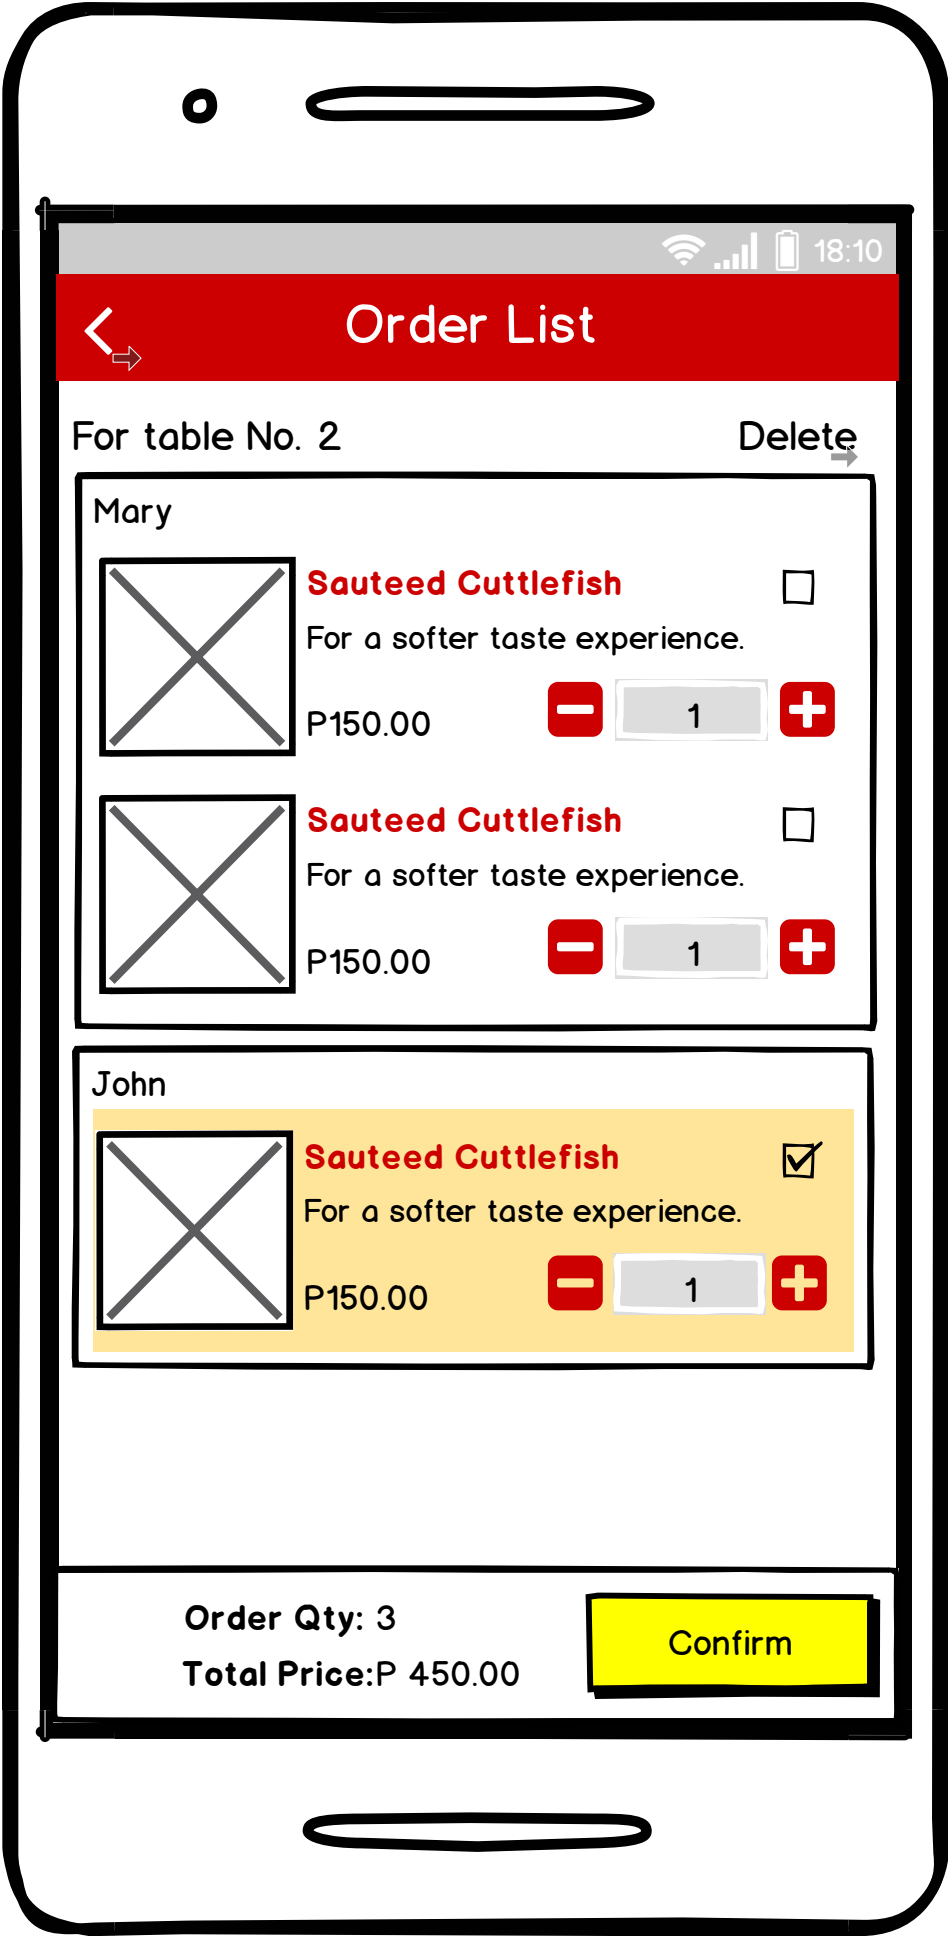 18:10
Order List
For table No. 2 Delete
Mary
Sauteed Cuttlefish
For a softer taste experience.
P150.00 1
Sauteed Cuttlefish
For a softer taste experience.
P150.00 1
John
Sauteed Cuttlefish
For a softer taste experience.
P150.00 1
Order Qty: 3
Total Price:P 450.00
Confirm